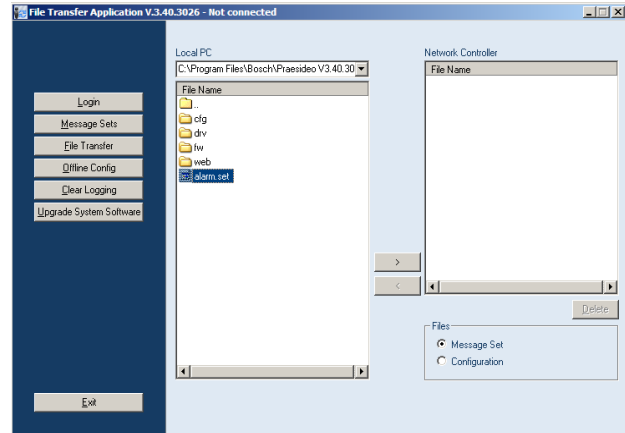 File Transfer Application V.3.40.3026 - Not connected
Login
Message Sets
File Transfer
Offline Config
Clear Logging
Upgrade System Software
Exit
Local PC
C:\Program Files\Bosch\Praesideo V3.40.30
File Name
..
cfg
drv
fw
web
alarm.set
>
<
Network Controller
File Name
Delete
Files
Message Set
Configuration